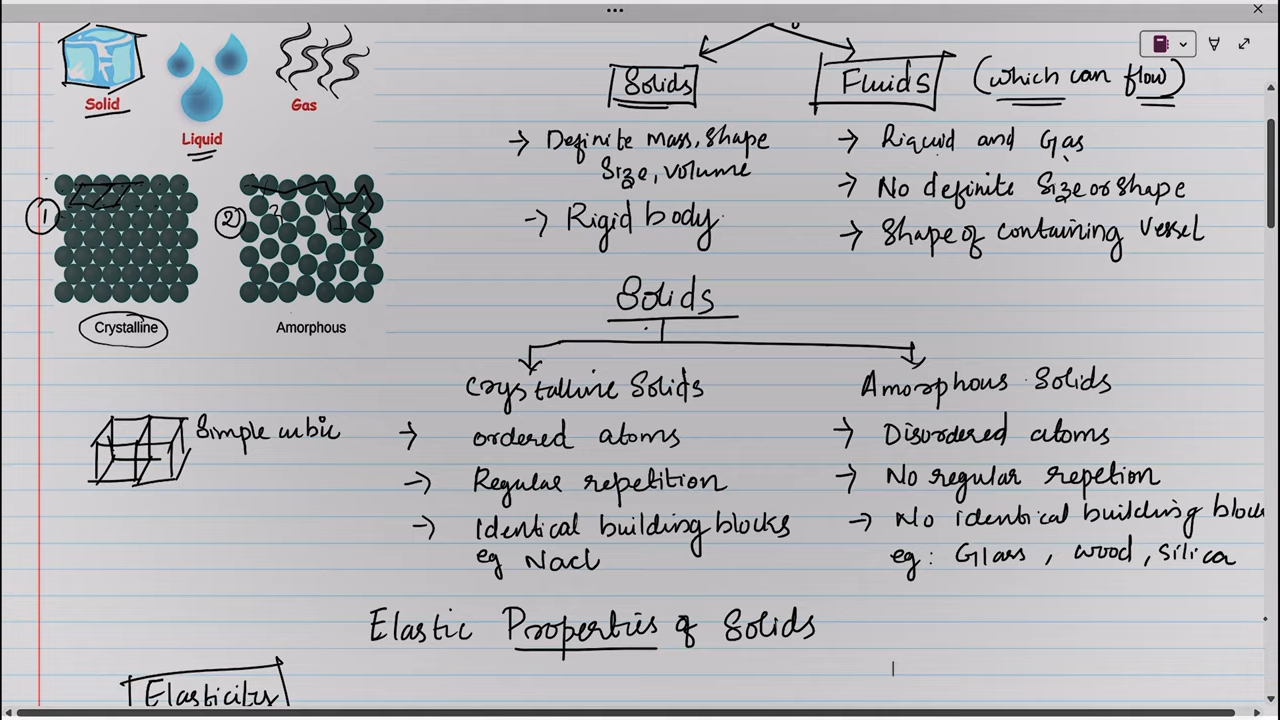 Solid
Liquid
Gas
1
2
Crystalline
Amorphous
Solids
Fluids (which can flow)
→ Definite mass, shape
size, volume
→ Rigid body
→ Liquid and Gas
→ No definite size or shape
→ Shape of containing vessel
Solids
Crystalline Solids
→ ordered atoms
→ Regular repetition
→ Identical building blocks
eg Nacl
Amorphous Solids
→ Disordered atoms
→ No regular repetion
→ No identical building block
eg: Glass, wood, silica
Simple cubic
Elastic Properties of Solids
Elasticity